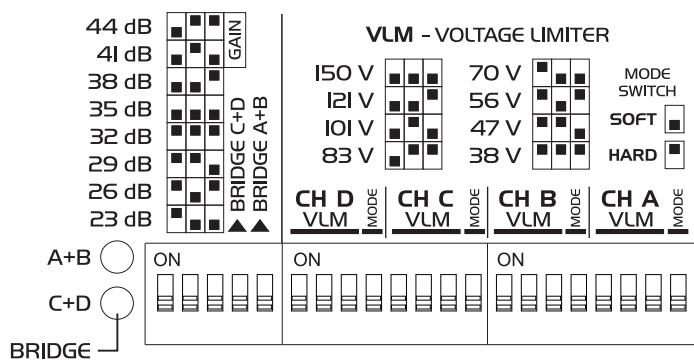 44 dB
41 dB
38 dB
35 dB
32 dB
29 dB
26 dB
23 dB
GAIN
BRIDGE C+D
BRIDGE A+B
VLM - VOLTAGE LIMITER
150 V
121 V
101 V
83 V
70 V
56 V
47 V
38 V
MODE
SWITCH
SOFT
HARD
CH D
VLM
MODE
CH C
VLM
MODE
CH B
VLM
MODE
CH A
VLM
MODE
A+B
C+D
BRIDGE
ON
ON
ON